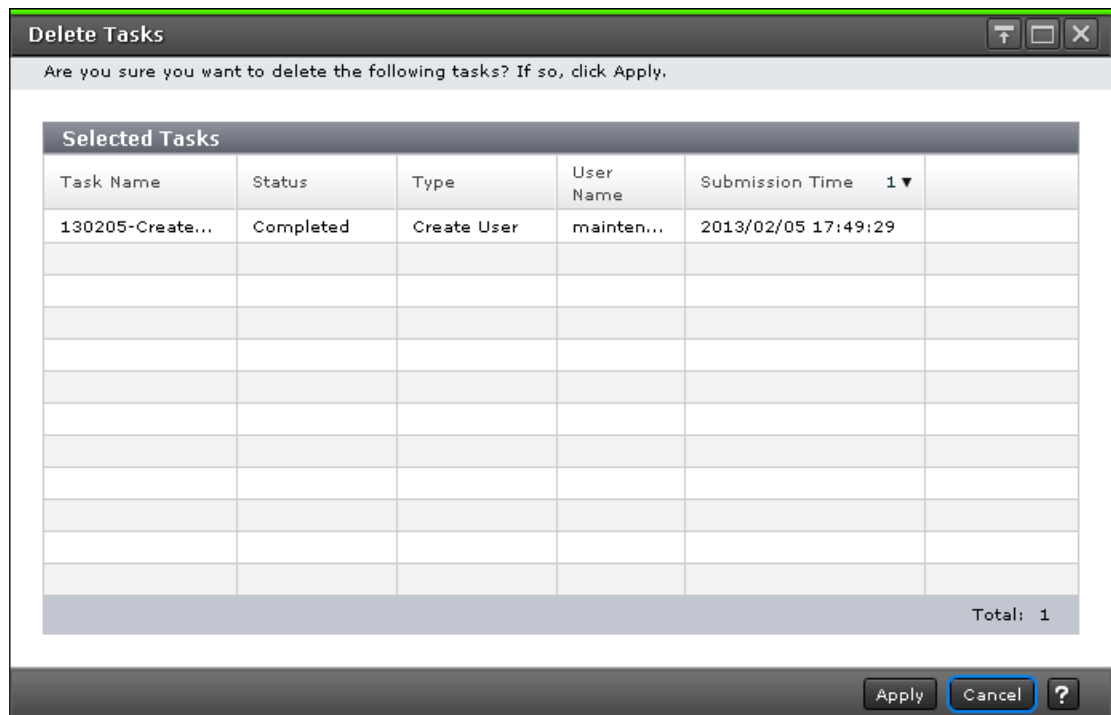 Delete Tasks
Are you sure you want to delete the following tasks? If so, click Apply.
Selected Tasks
Task Name Status Type User Name Submission Time 1▼
130205-Create... Completed Create User mainten... 2013/02/05 17:49:29
Total: 1
Apply Cancel ?